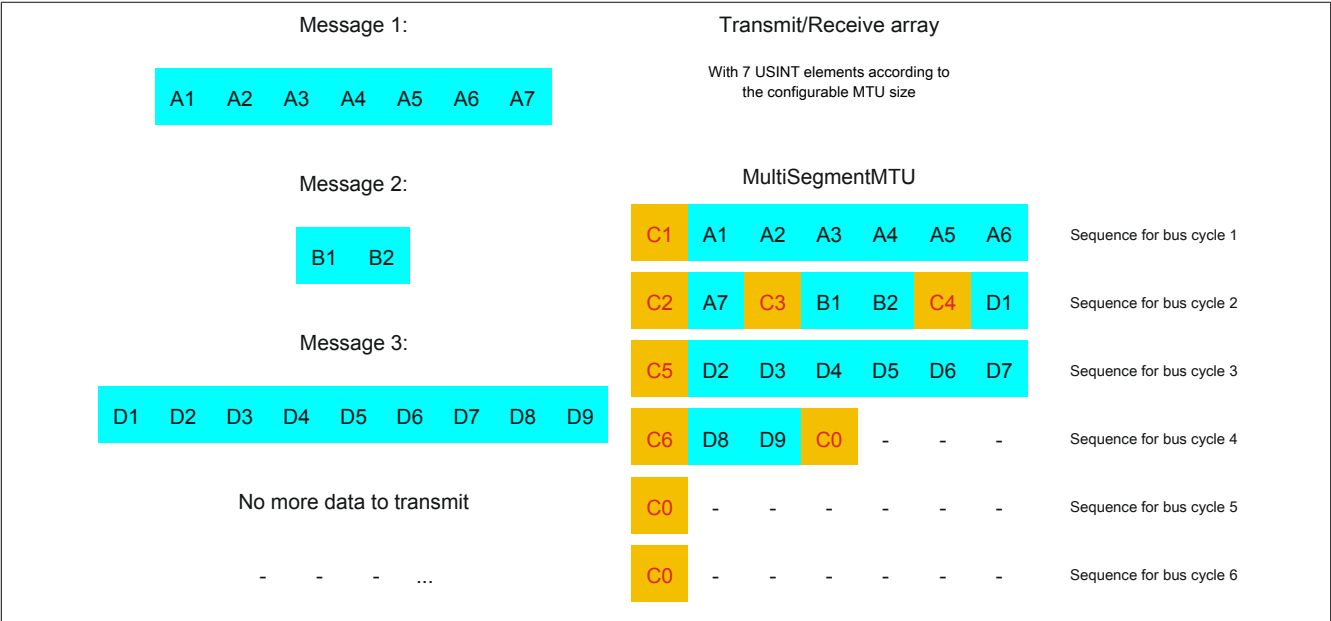 Message 1:
A1 A2 A3 A4 A5 A6 A7
Message 2:
B1 B2
Message 3:
D1 D2 D3 D4 D5 D6 D7 D8 D9
No more data to transmit
- - - ...
Transmit/Receive array
With 7 USINT elements according to
the configurable MTU size
MultiSegmentMTU
C1 A1 A2 A3 A4 A5 A6 Sequence for bus cycle 1
C2 A7 C3 B1 B2 C4 D1 Sequence for bus cycle 2
C5 D2 D3 D4 D5 D6 D7 Sequence for bus cycle 3
C6 D8 D9 C0 - - - Sequence for bus cycle 4
C0 - - - - - - Sequence for bus cycle 5
C0 - - - - - - Sequence for bus cycle 6